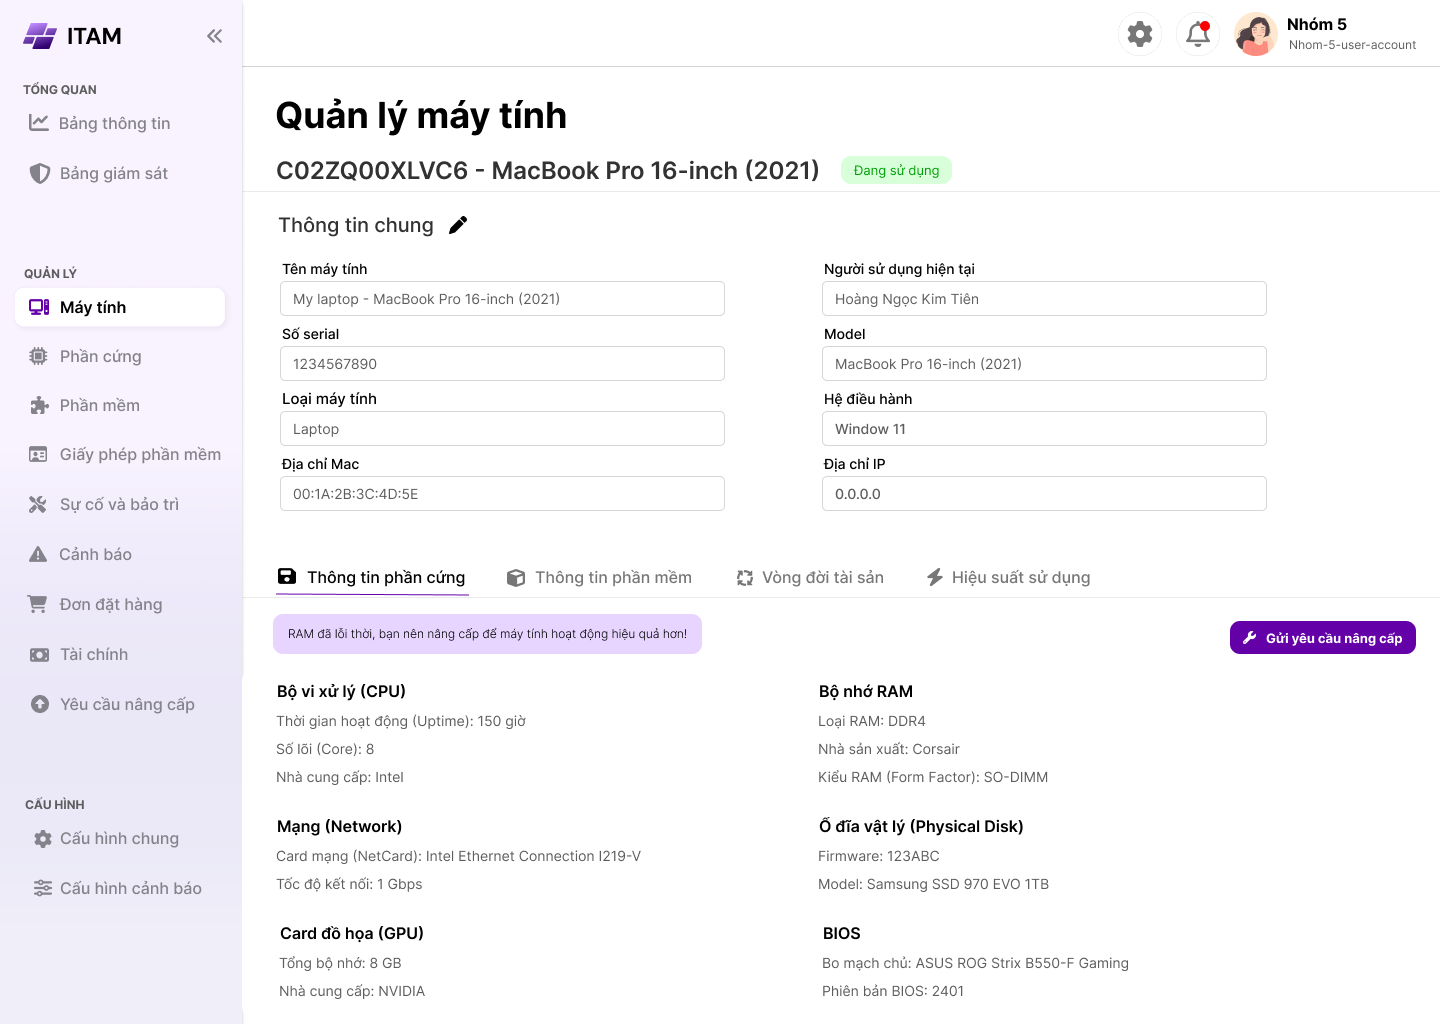 ITAM
TỔNG QUAN
Bảng thông tin
Bảng giám sát
QUẢN LÝ
Máy tính
Phần cứng
Phần mềm
Giấy phép phần mềm
Sự cố và bảo trì
Cảnh báo
Đơn đặt hàng
Tài chính
Yêu cầu nâng cấp
CẤU HÌNH
Cấu hình chung
Cấu hình cảnh báo
Nhóm 5
Nhom-5-user-account
Quản lý máy tính
C02ZQ00XLVC6 - MacBook Pro 16-inch (2021)
Đang sử dụng
Thông tin chung
Tên máy tính
My laptop - MacBook Pro 16-inch (2021)
Người sử dụng hiện tại
Hoàng Ngọc Kim Tiên
Số serial
1234567890
Model
MacBook Pro 16-inch (2021)
Loại máy tính
Laptop
Hệ điều hành
Window 11
Địa chỉ Mac
00:1A:2B:3C:4D:5E
Địa chỉ IP
0.0.0.0
Thông tin phần cứng
Thông tin phần mềm
Vòng đời tài sản
Hiệu suất sử dụng
RAM đã lỗi thời, bạn nên nâng cấp để máy tính hoạt động hiệu quả hơn!
Gửi yêu cầu nâng cấp
Bộ vi xử lý (CPU)
Thời gian hoạt động (Uptime): 150 giờ
Số lõi (Core): 8
Nhà cung cấp: Intel
Bộ nhớ RAM
Loại RAM: DDR4
Nhà sản xuất: Corsair
Kiểu RAM (Form Factor): SO-DIMM
Mạng (Network)
Card mạng (NetCard): Intel Ethernet Connection I219-V
Tốc độ kết nối: 1 Gbps
Ổ đĩa vật lý (Physical Disk)
Firmware: 123ABC
Model: Samsung SSD 970 EVO 1TB
Card đồ họa (GPU)
Tổng bộ nhớ: 8 GB
Nhà cung cấp: NVIDIA
BIOS
Bo mạch chủ: ASUS ROG Strix B550-F Gaming
Phiên bản BIOS: 2401